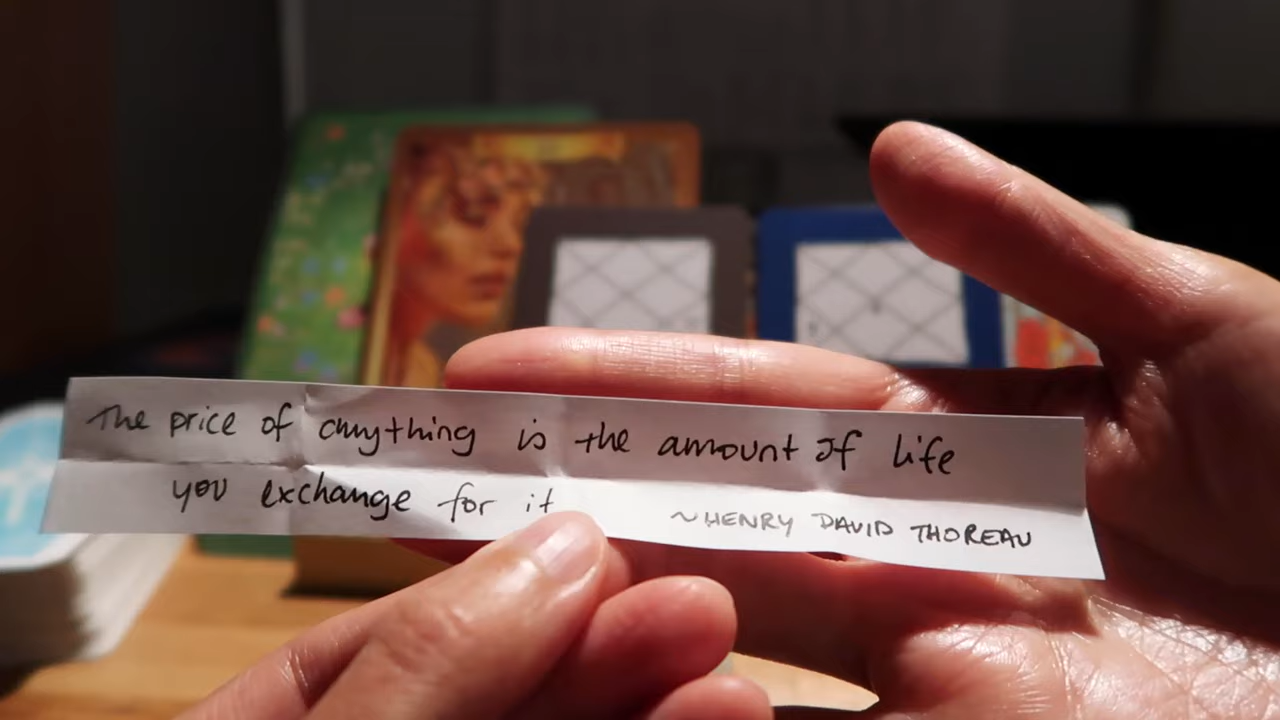 The price of anything is the amount of life
you exchange for it ~HENRY DAVID THOREAU